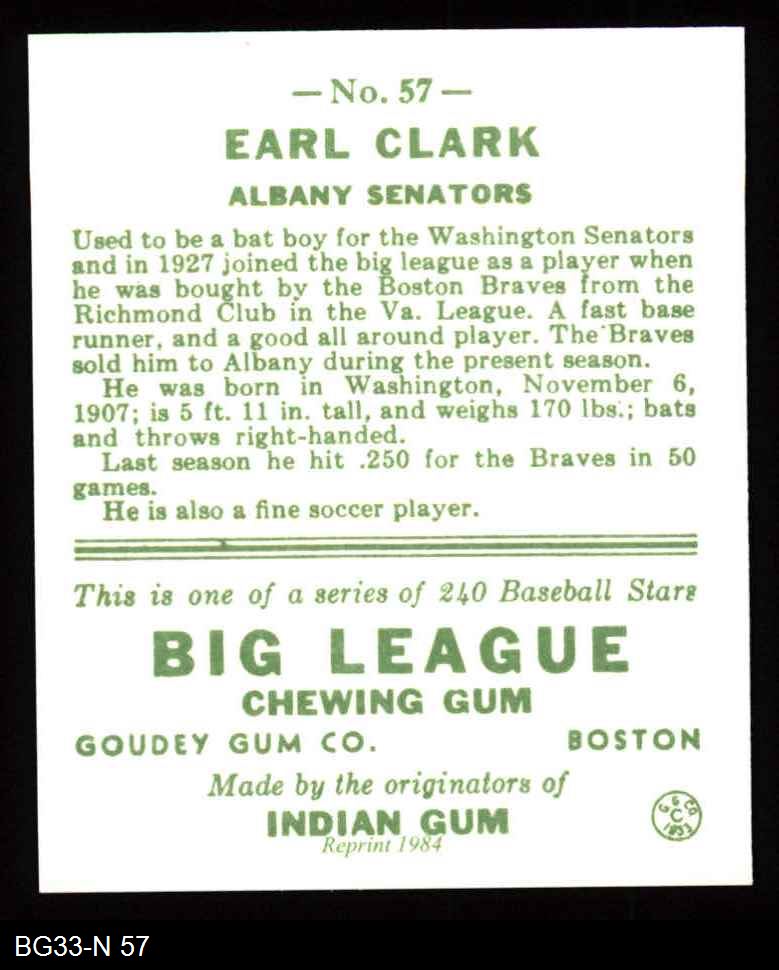 — No. 57 —
EARL CLARK
ALBANY SENATORS
Used to be a bat boy for the Washington Senators
and in 1927 joined the big league as a player when
he was bought by the Boston Braves from the
Richmond Club in the Va. League. A fast base
runner, and a good all around player. The Braves
sold him to Albany during the present season.
He was born in Washington, November 6,
1907; is 5 ft. 11 in. tall, and weighs 170 lbs.; bats
and throws right-handed.
Last season he hit .250 for the Braves in 50
games.
He is also a fine soccer player.
This is one of a series of 240 Baseball Stars
BIG LEAGUE
CHEWING GUM
GOUDEY GUM CO. BOSTON
Made by the originators of
INDIAN GUM
Reprint 1984
G G CO
C
1933
BG33-N 57